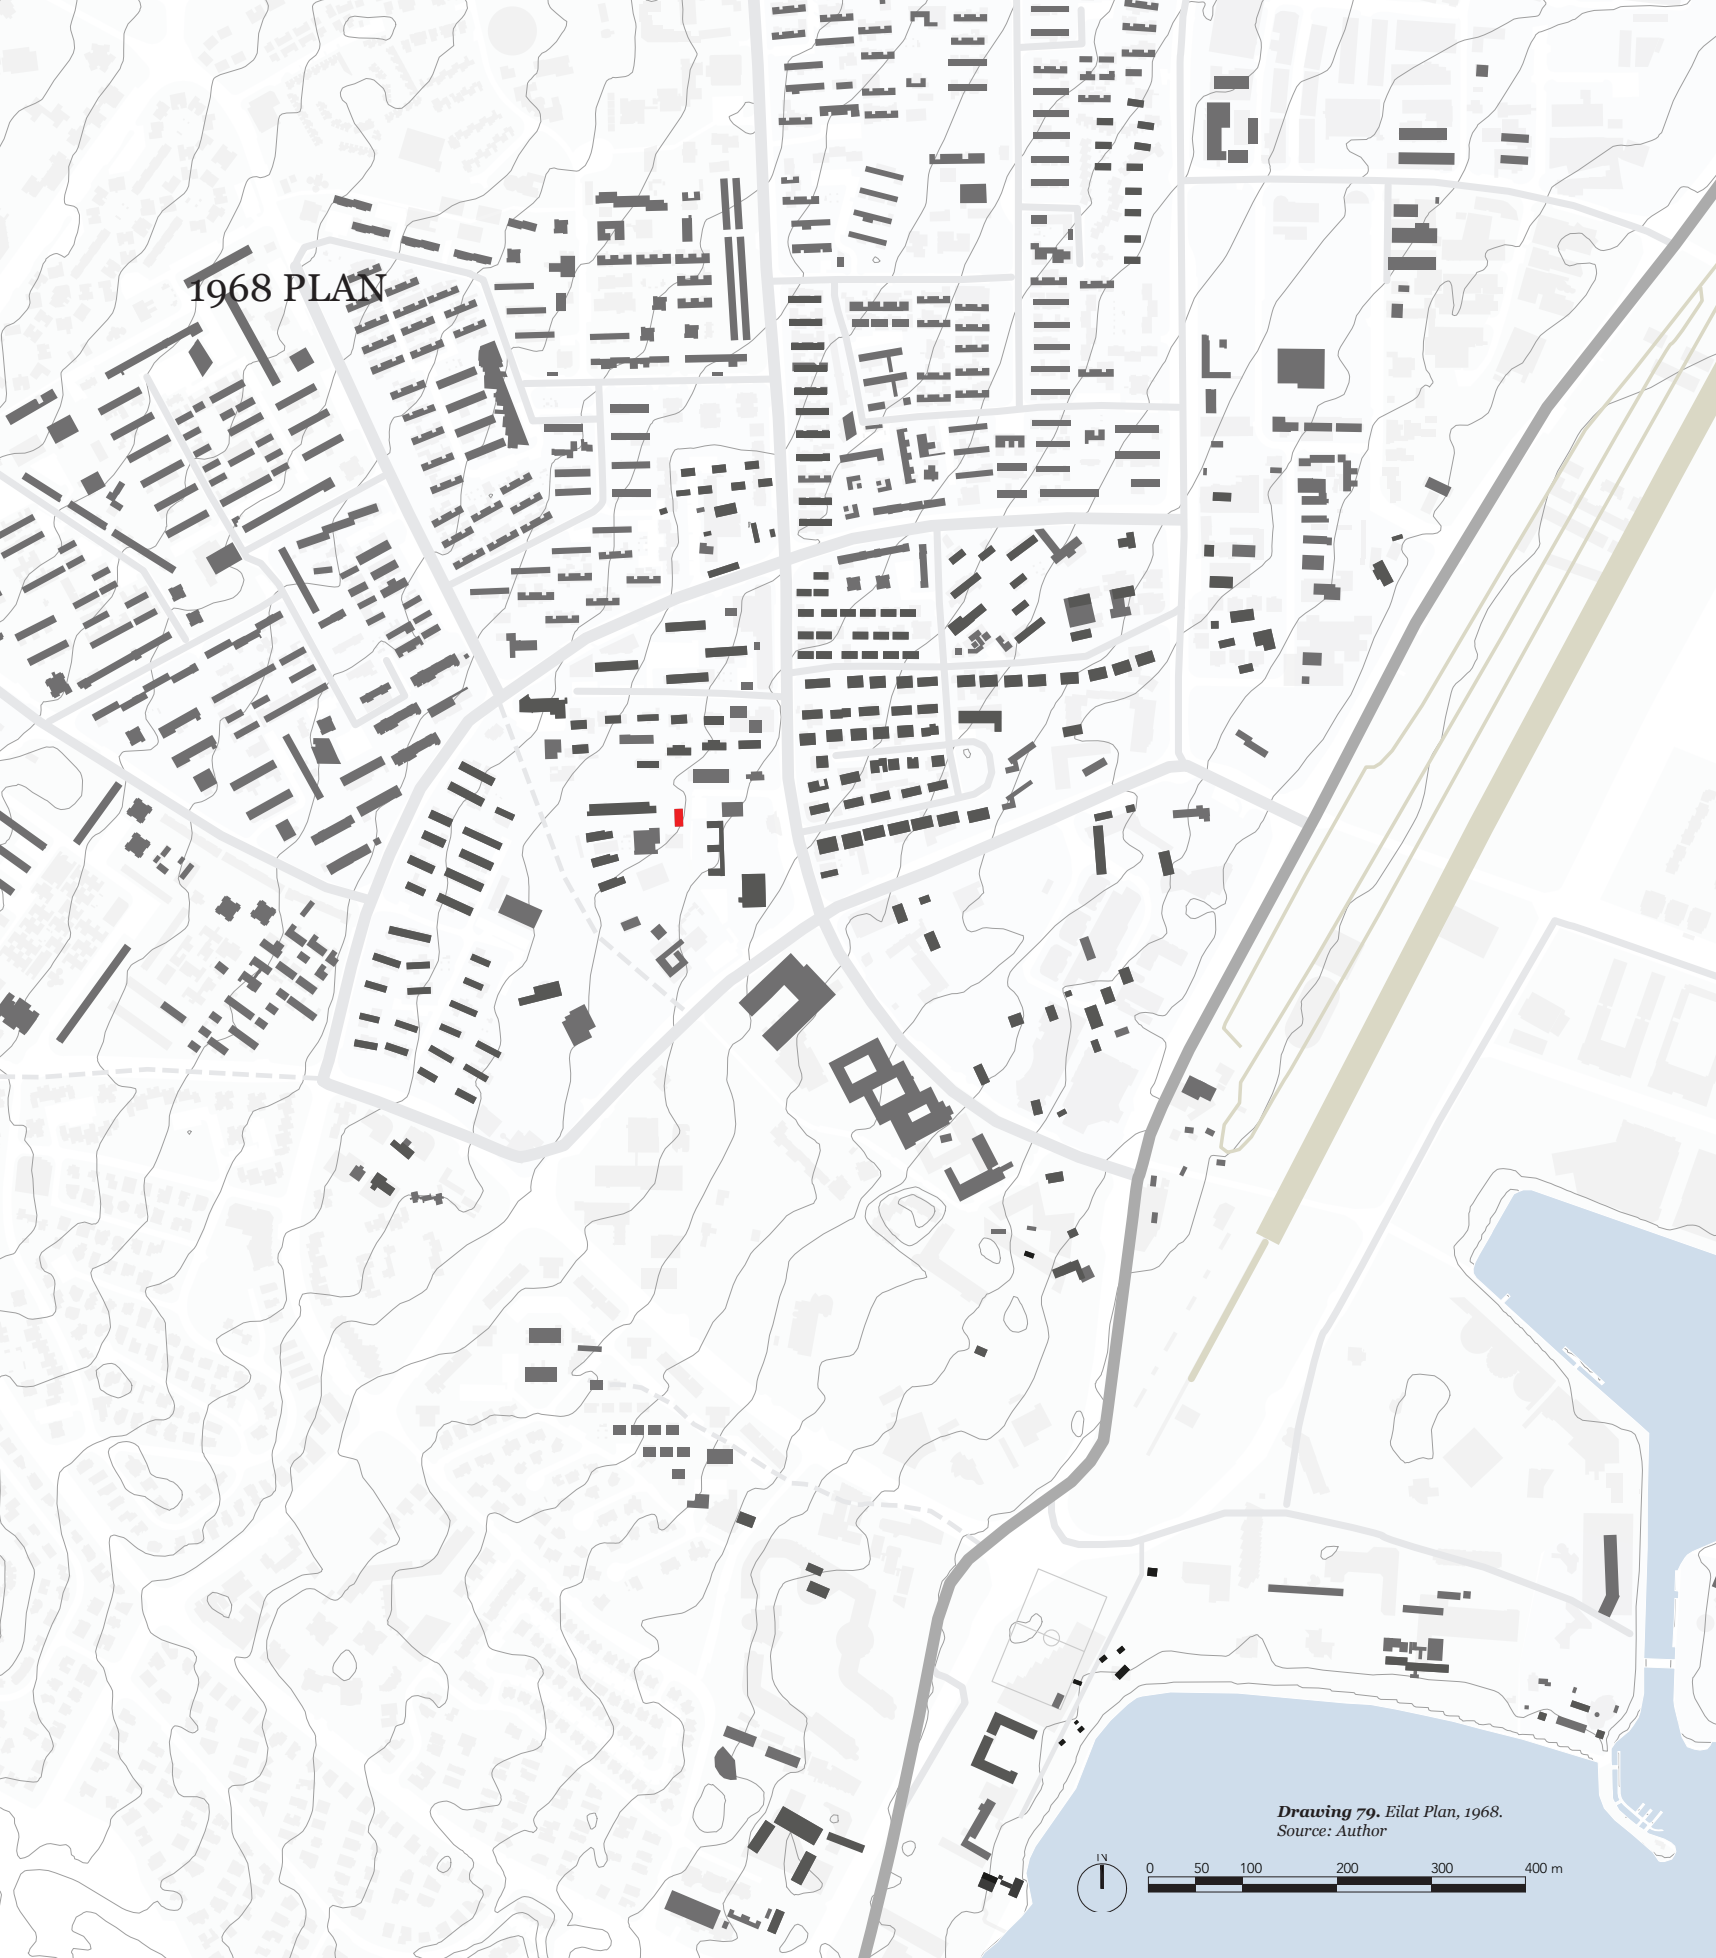 1968 PLAN
Drawing 79. Eilat Plan, 1968.
Source: Author
N
0 50 100 200 300 400 m